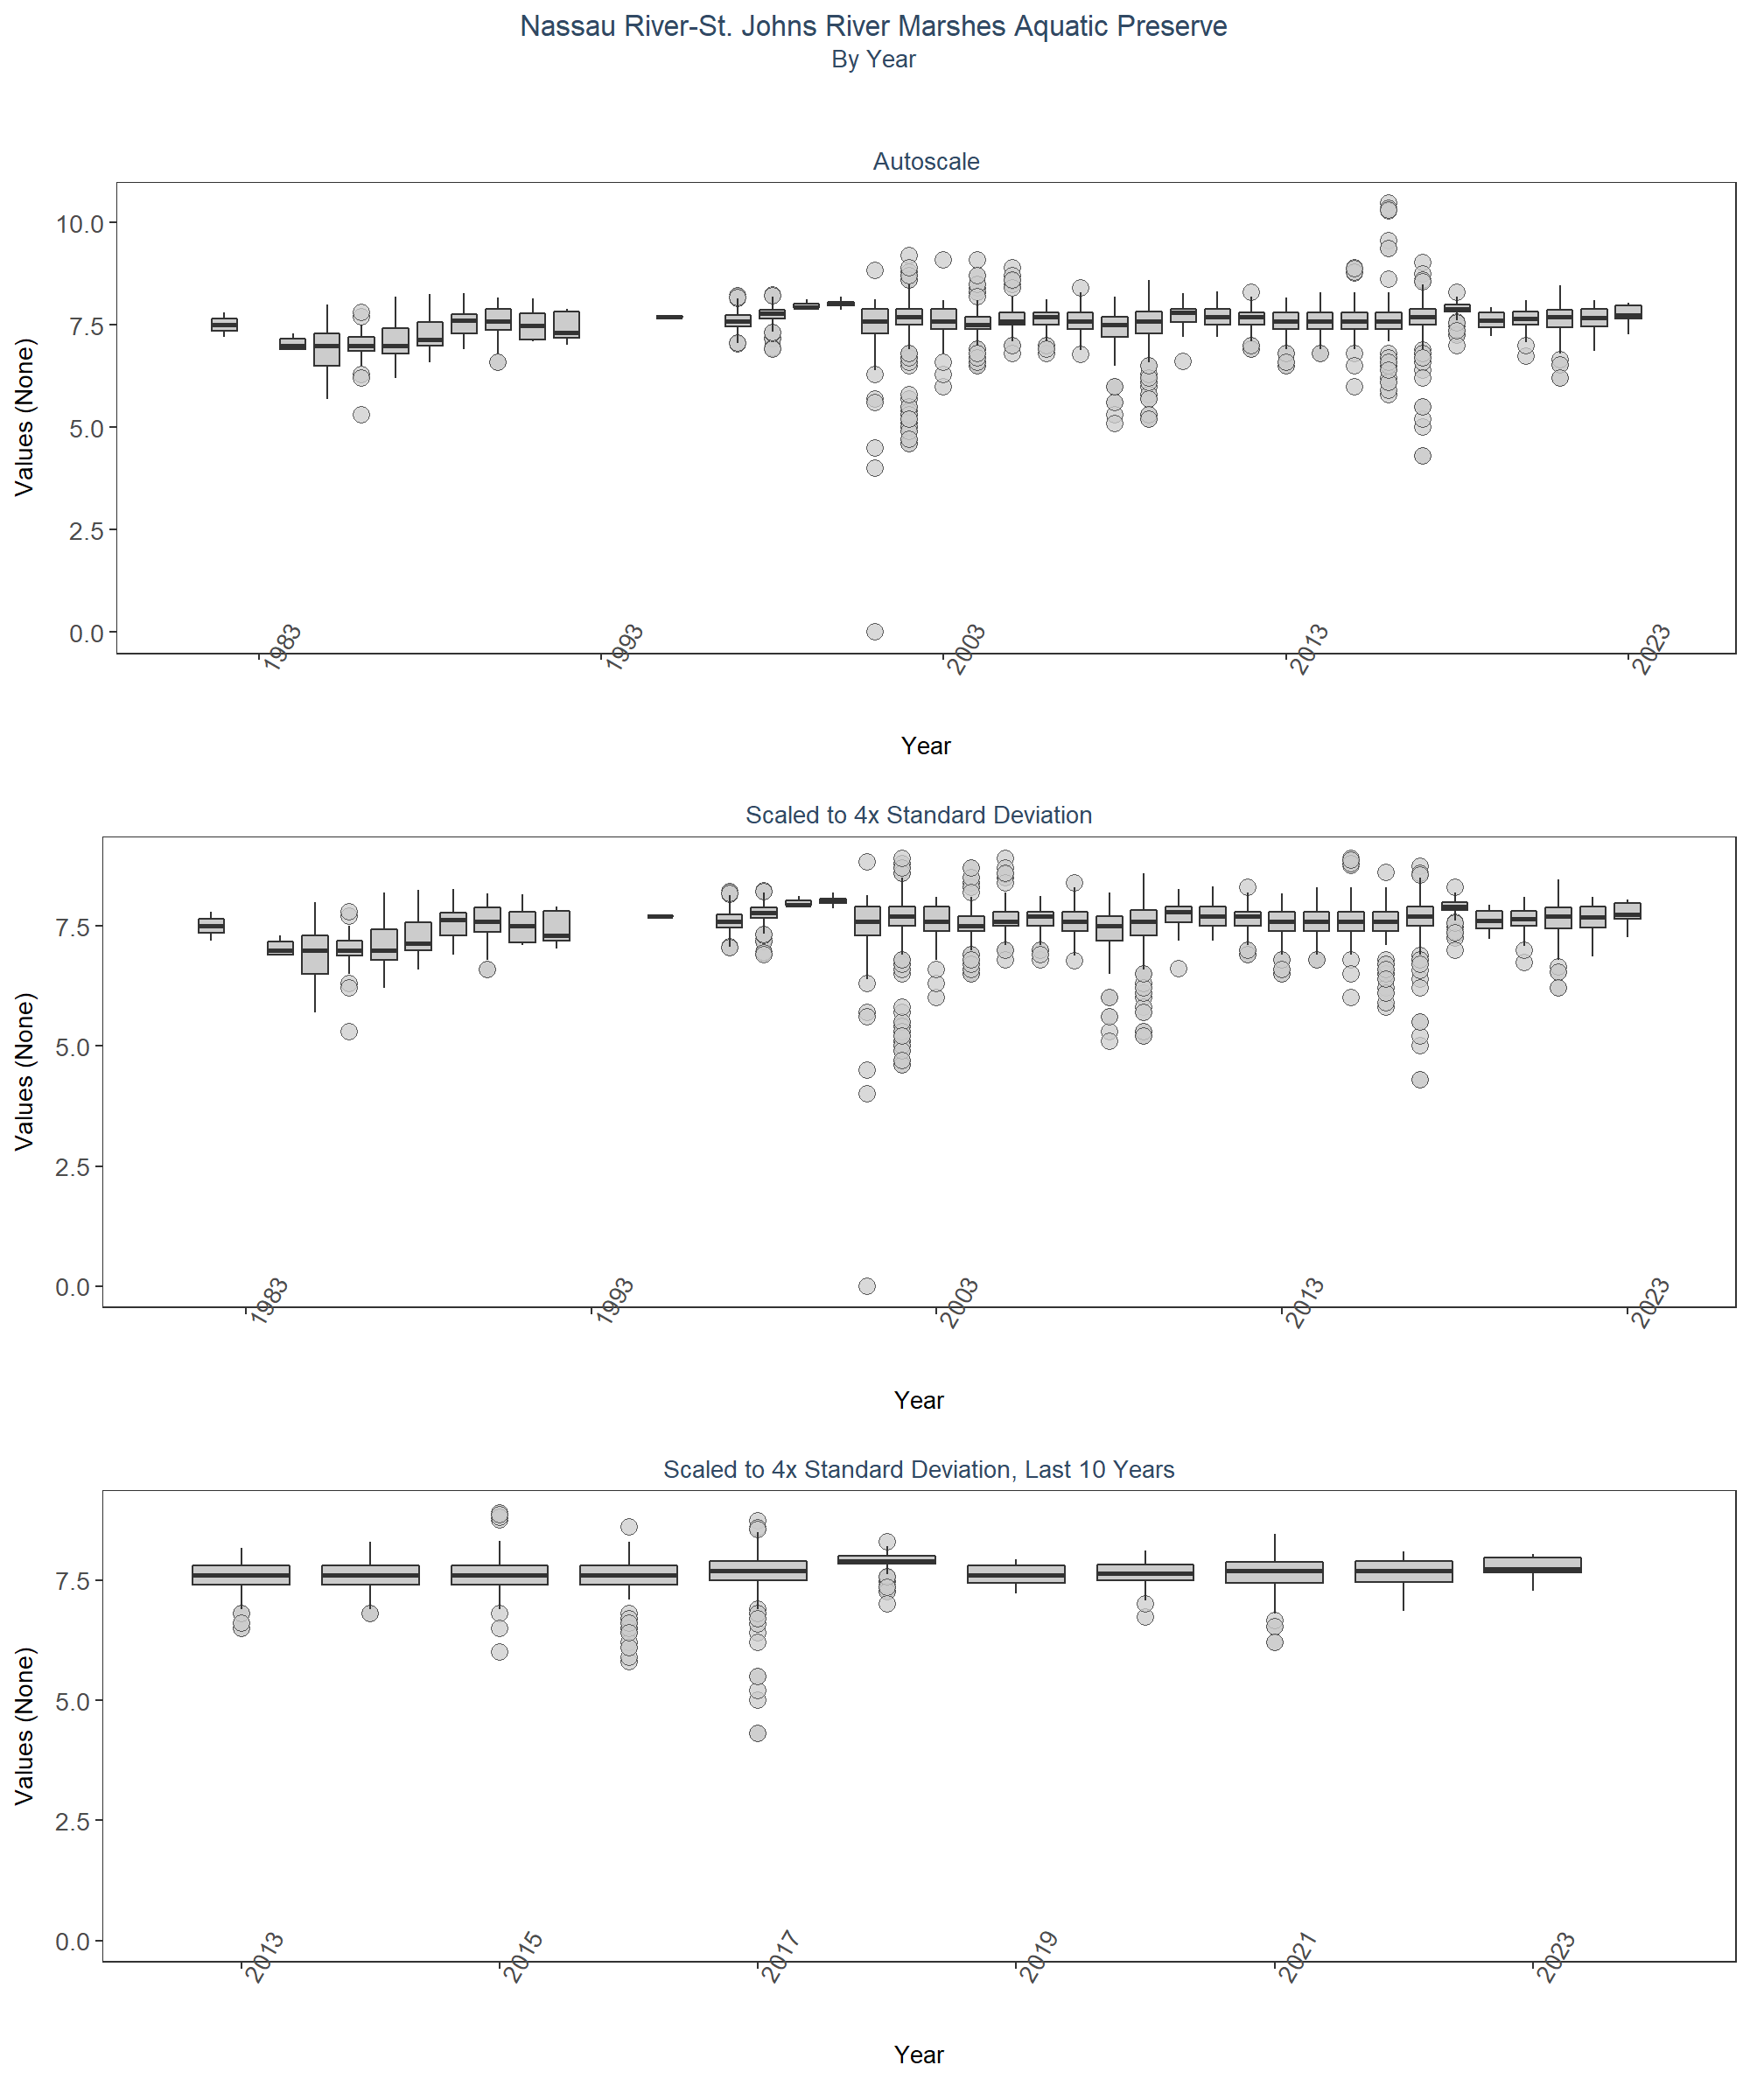 Nassau River-St. Johns River Marshes Aquatic Preserve
By Year
Autoscale
Values (None)
10.0
7.5
5.0
2.5
0.0
1983
1993
2003
2013
2023
Year
Scaled to 4x Standard Deviation
Values (None)
7.5
5.0
2.5
0.0
1983
1993
2003
2013
2023
Year
Scaled to 4x Standard Deviation, Last 10 Years
Values (None)
7.5
5.0
2.5
0.0
2013
2015
2017
2019
2021
2023
Year